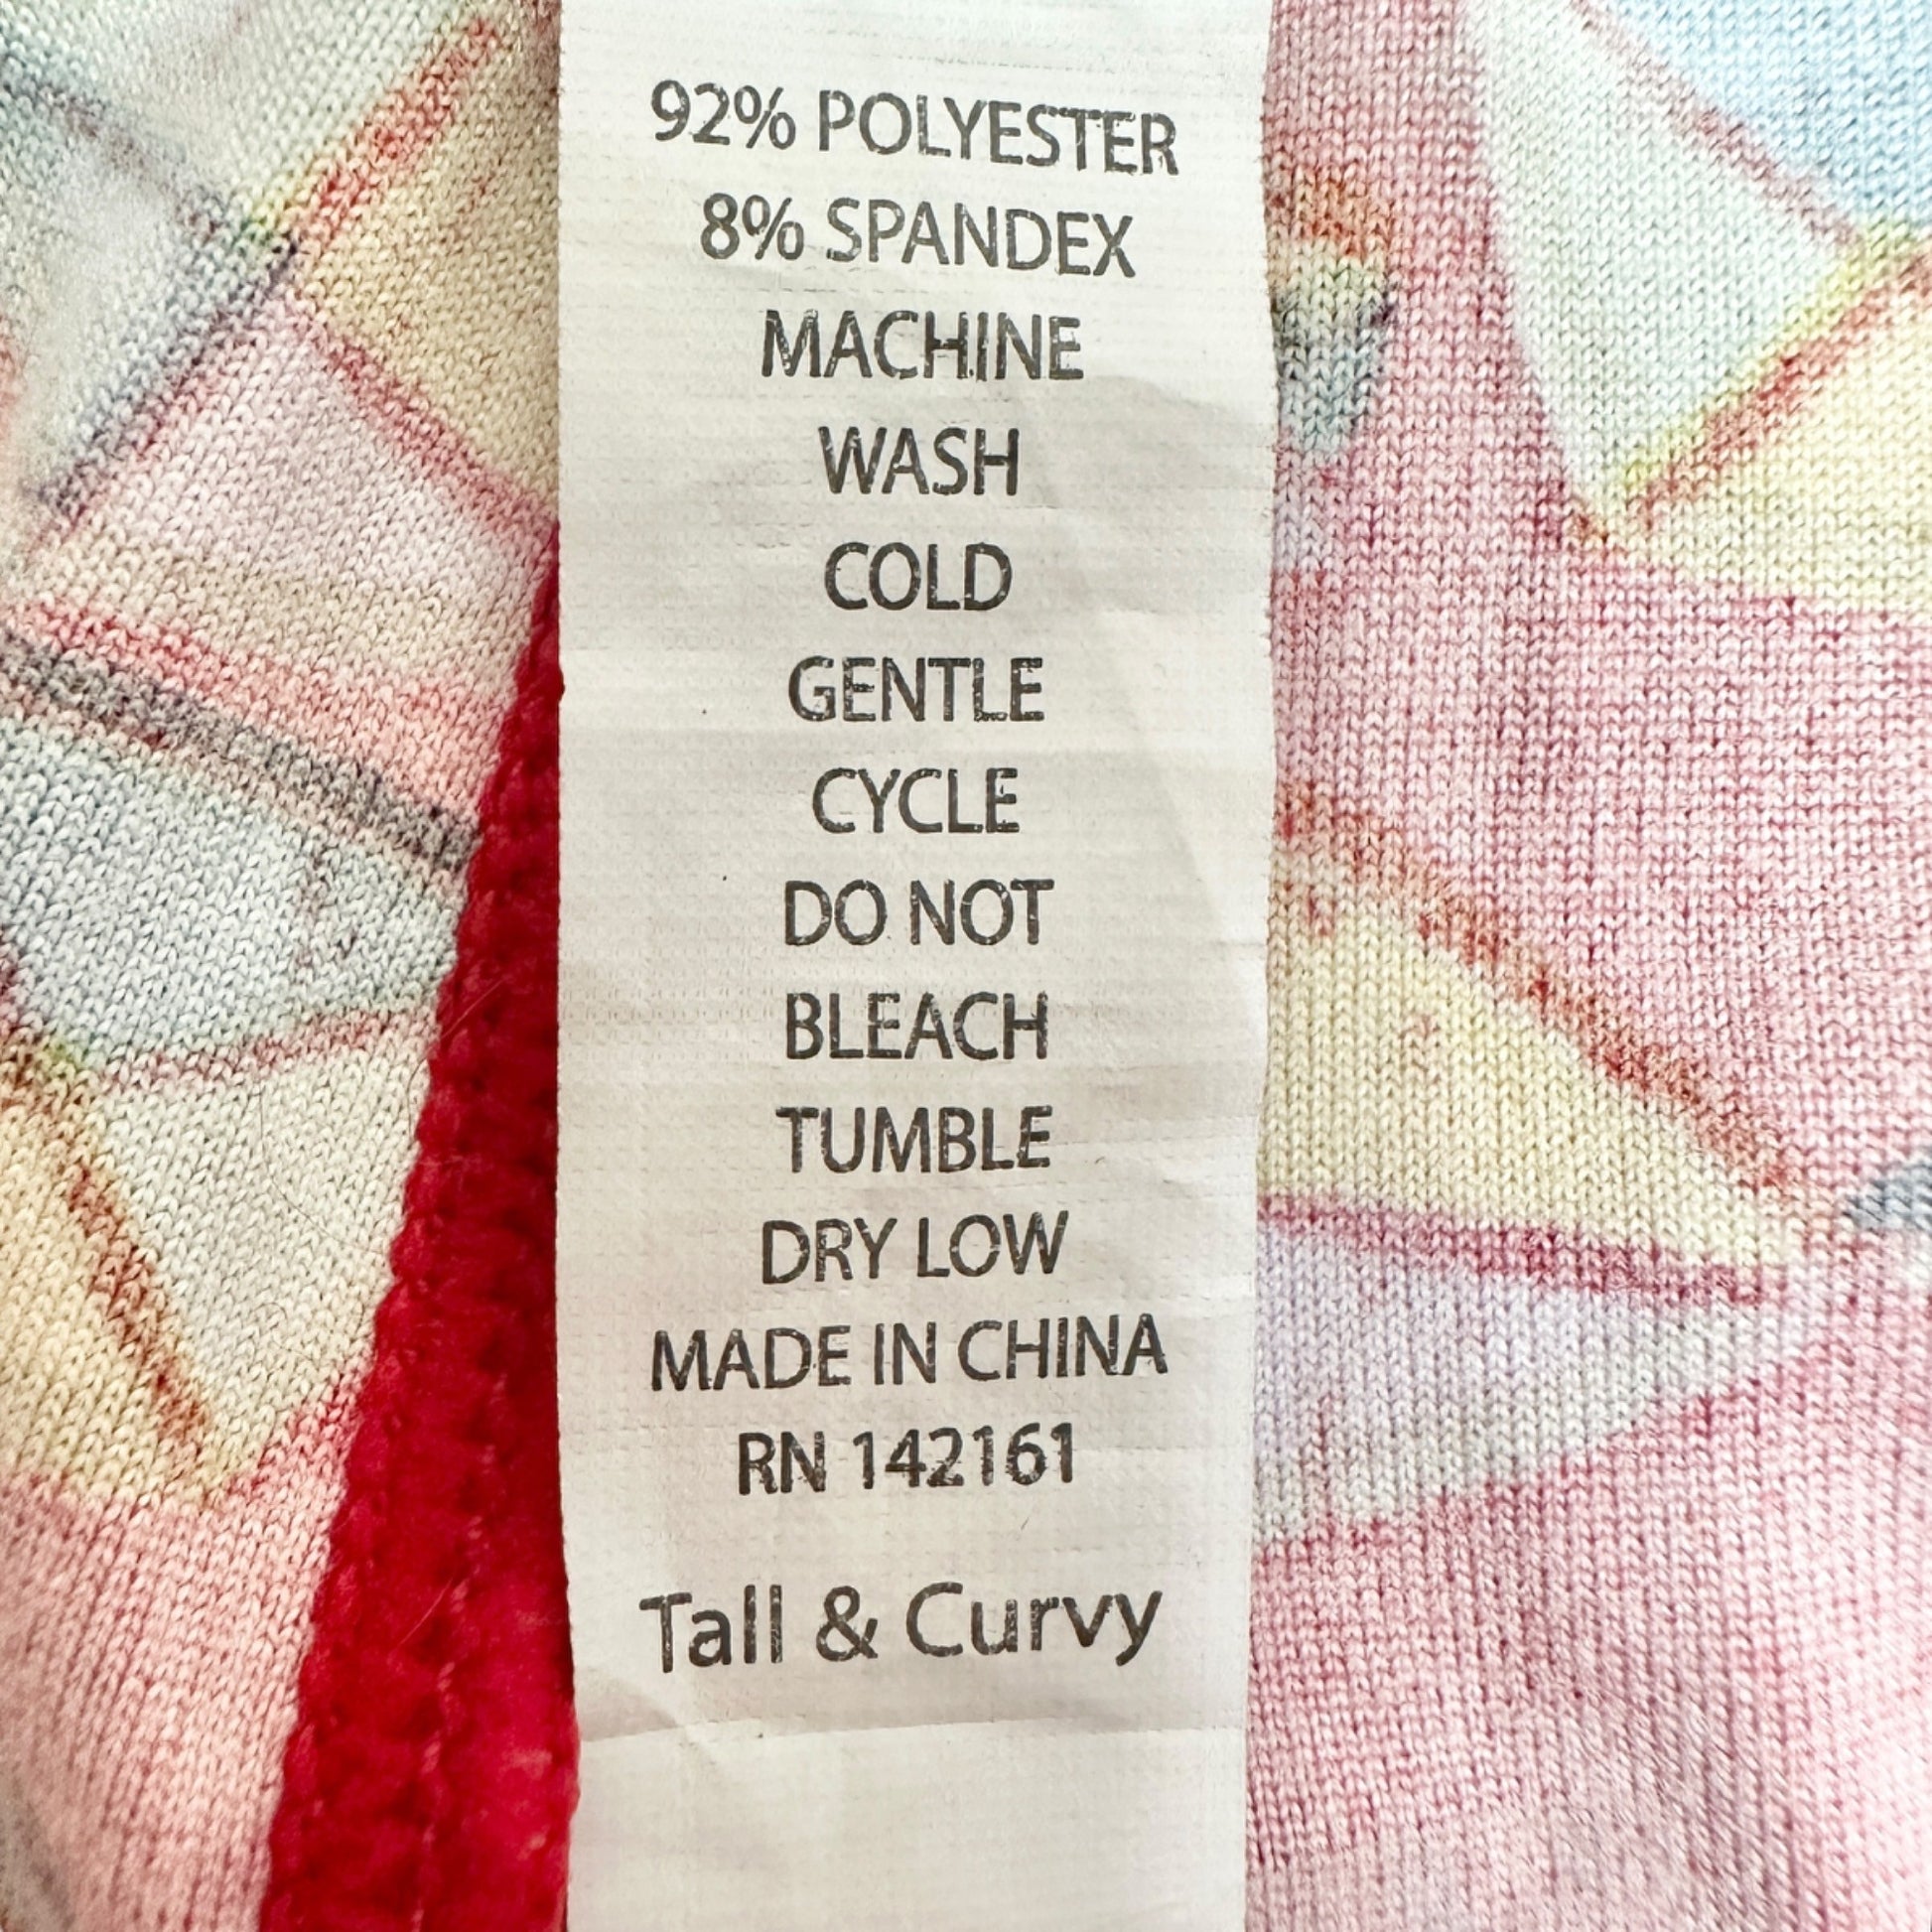 92% POLYESTER
8% SPANDEX
MACHINE
WASH
COLD
GENTLE
CYCLE
DO NOT
BLEACH
TUMBLE
DRY LOW
MADE IN CHINA
RN 142161
Tall & Curvy